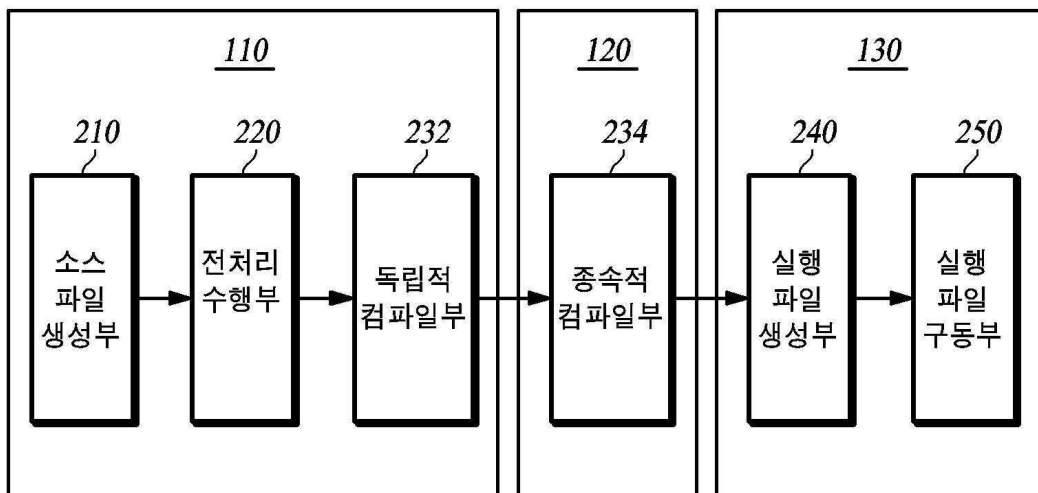 110
120
130
210
220
232
234
240
250
소스
파일
생성부
전처리
수행부
독립적
컴파일부
종속적
컴파일부
실행
파일
생성부
실행
파일
구동부